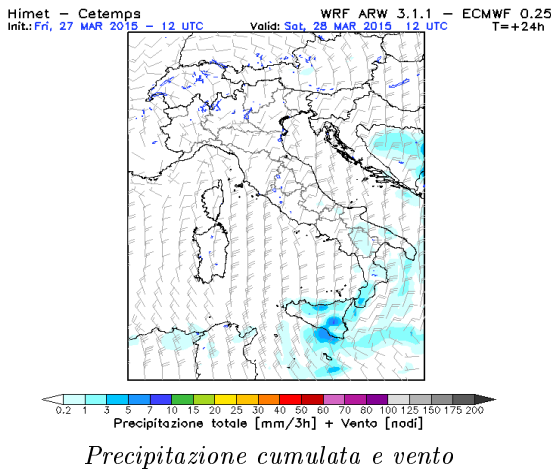 Himet – Cetemps WRF ARW 3.1.1 – ECMWF 0.25
Init.: Fri, 27 MAR 2015 – 12 UTC Valid: Sat, 28 MAR 2015 12 UTC T=+24h
0.2 1 3 5 7 10 15 20 25 30 40 50 60 70 80 100 125 150 175 200
Precipitazione totale [mm/3h] + Vento [nodi]
Precipitazione cumulata e vento